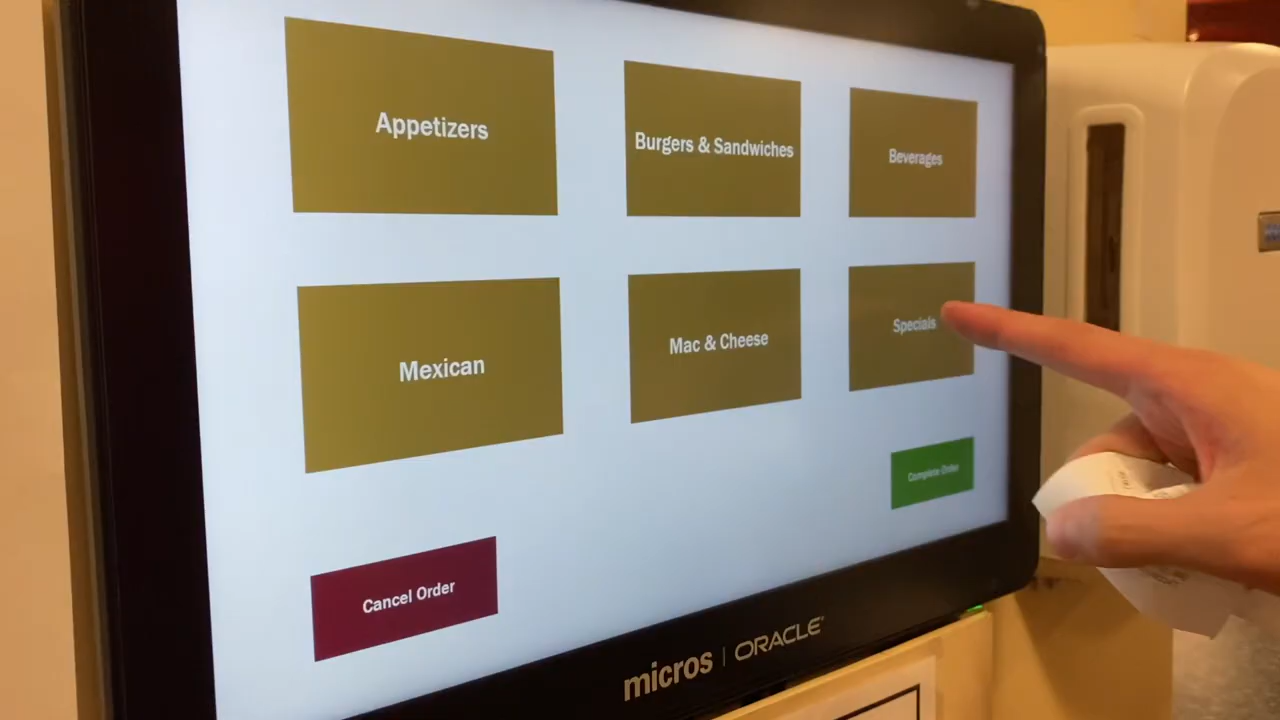 Appetizers
Burgers & Sandwiches
Beverages
Mexican
Mac & Cheese
Specials
Complete Order
Cancel Order
micros | ORACLE